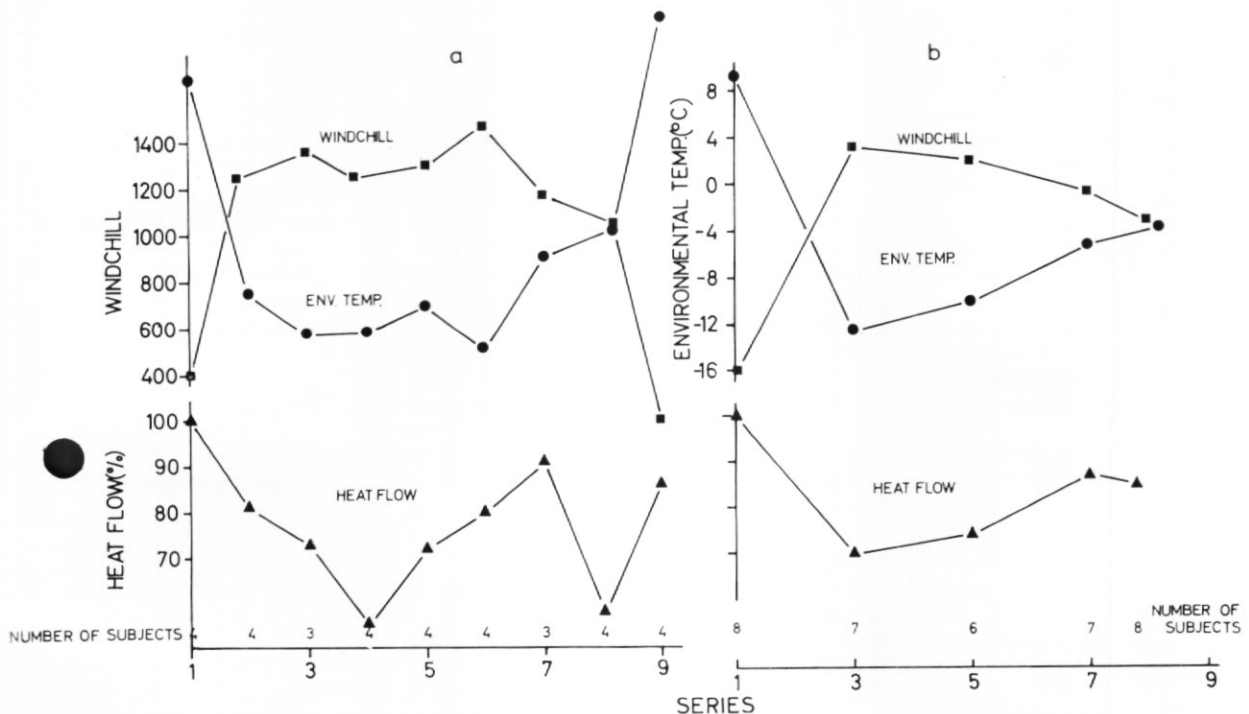 a
b
WINDCHILL
1400
1200
1000
800
600
400
WINDCHILL
ENV. TEMP.
HEAT FLOW(%)
100
90
80
70
HEAT FLOW
NUMBER OF SUBJECTS 4 4 3 4 4 4 3 4 4
1 3 5 7 9
ENVIRONMENTAL TEMP.(°C)
8
4
0
-4
-8
-12
-16
WINDCHILL
ENV. TEMP.
HEAT FLOW
8 7 6 7 8
NUMBER OF
SUBJECTS
1 3 5 7 9
SERIES